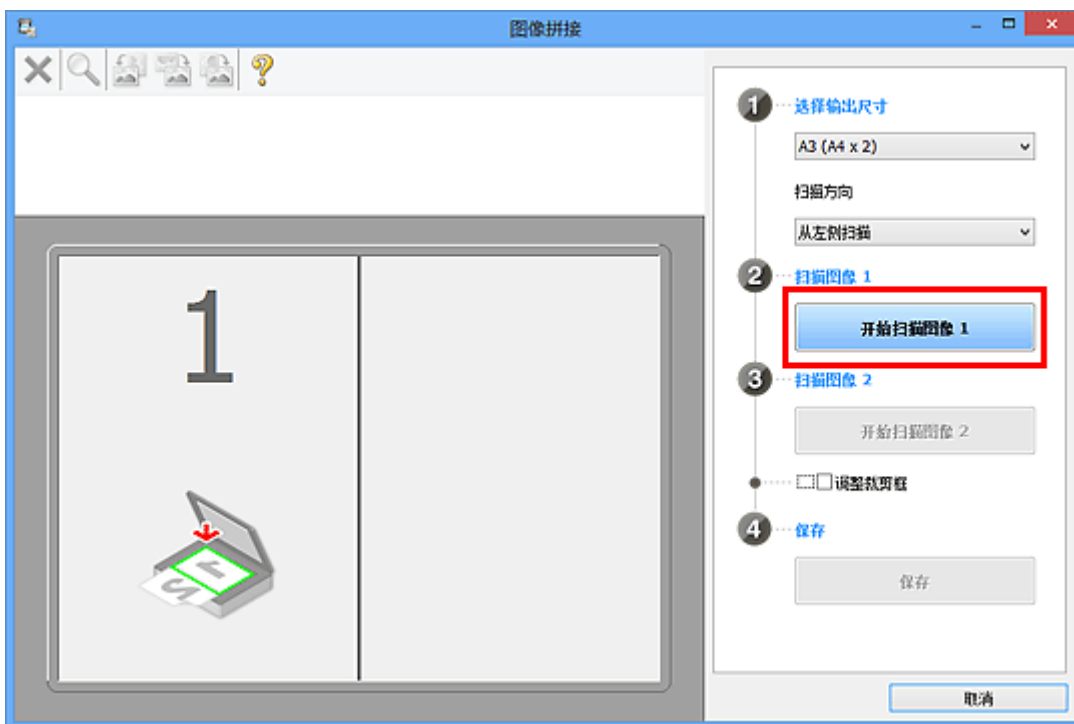 图像拼接
1 选择输出尺寸
A3 (A4 x 2)
扫描方向
从左侧扫描
2 扫描图像 1
开始扫描图像 1
3 扫描图像 2
开始扫描图像 2
调整裁剪框
4 保存
保存
取消
1